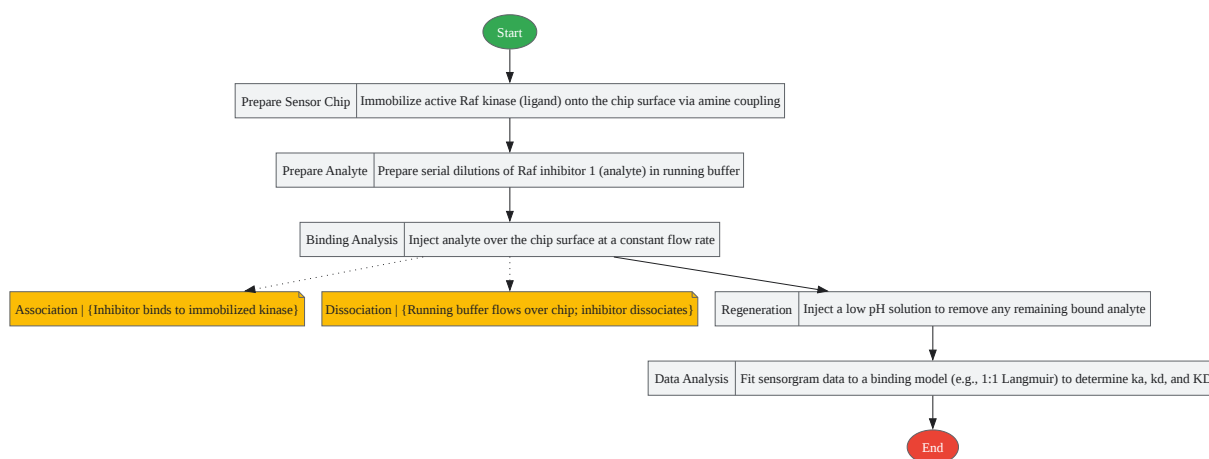 Start
Prepare Sensor Chip
Immobilize active Raf kinase (ligand) onto the chip surface via amine coupling
Prepare Analyte
Prepare serial dilutions of Raf inhibitor 1 (analyte) in running buffer
Binding Analysis
Inject analyte over the chip surface at a constant flow rate
Association | {Inhibitor binds to immobilized kinase}
Dissociation | {Running buffer flows over chip; inhibitor dissociates}
Regeneration
Inject a low pH solution to remove any remaining bound analyte
Data Analysis
Fit sensorgram data to a binding model (e.g., 1:1 Langmuir) to determine ka, kd, and KD
End